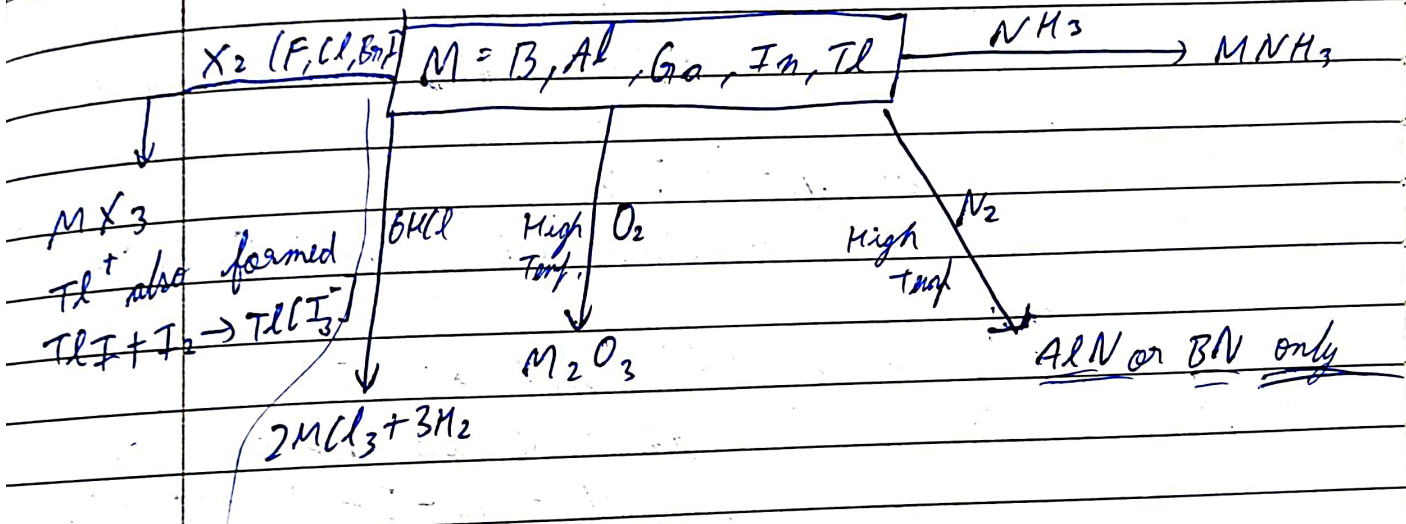 X2 (F, Cl, Br, I) M = B, Al, Ga, In, Tl NH3 → MNH3
MX3
Tl+ also formed
TlI + I2 → Tl(I3-)
6HCl
High Temp. O2
High Temp N2
M2O3
AlN or BN only
2MCl3 + 3H2